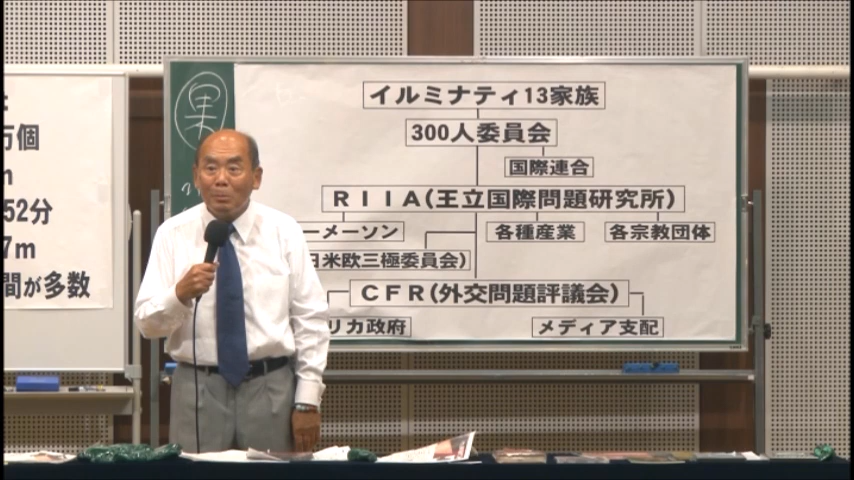 万個
52分
7m
間が多数
果
イルミナティ13家族
300人委員会
国際連合
RIIA(王立国際問題研究所)
ーメーソン
各種産業
各宗教団体
日米欧三極委員会)
CFR(外交問題評議会)
リカ政府
メディア支配